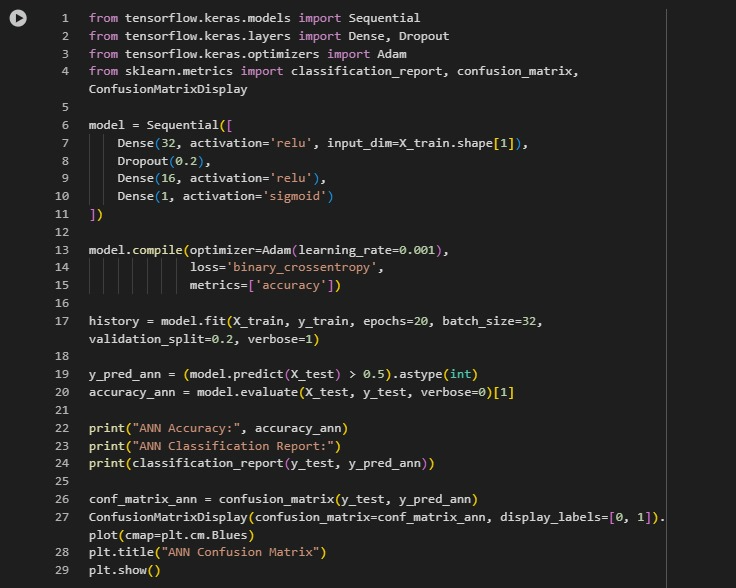 1 from tensorflow.keras.models import Sequential
2 from tensorflow.keras.layers import Dense, Dropout
3 from tensorflow.keras.optimizers import Adam
4 from sklearn.metrics import classification_report, confusion_matrix,
ConfusionMatrixDisplay
5
6 model = Sequential([
7     Dense(32, activation='relu', input_dim=X_train.shape[1]),
8     Dropout(0.2),
9     Dense(16, activation='relu'),
10     Dense(1, activation='sigmoid')
11 ])
12
13 model.compile(optimizer=Adam(learning_rate=0.001),
14               loss='binary_crossentropy',
15               metrics=['accuracy'])
16
17 history = model.fit(X_train, y_train, epochs=20, batch_size=32,
validation_split=0.2, verbose=1)
18
19 y_pred_ann = (model.predict(X_test) > 0.5).astype(int)
20 accuracy_ann = model.evaluate(X_test, y_test, verbose=0)[1]
21
22 print("ANN Accuracy:", accuracy_ann)
23 print("ANN Classification Report:")
24 print(classification_report(y_test, y_pred_ann))
25
26 conf_matrix_ann = confusion_matrix(y_test, y_pred_ann)
27 ConfusionMatrixDisplay(confusion_matrix=conf_matrix_ann, display_labels=[0, 1]).
plot(cmap=plt.cm.Blues)
28 plt.title("ANN Confusion Matrix")
29 plt.show()